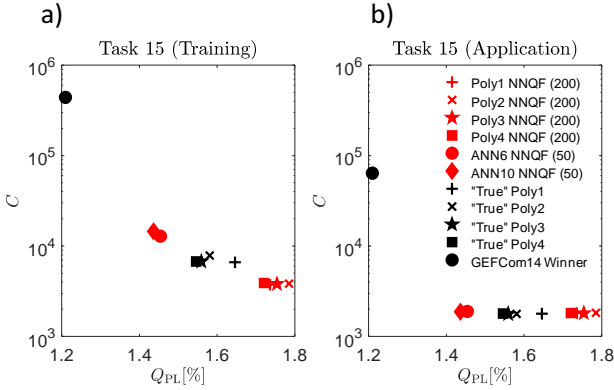 a)
b)
Task 15 (Training)
Task 15 (Application)
10^6
10^5
10^4
10^3
C
1.2
1.4
1.6
1.8
Q_PL[%]
10^6
10^5
10^4
10^3
C
1.2
1.4
1.6
1.8
Q_PL[%]
Poly1 NNQF (200)
Poly2 NNQF (200)
Poly3 NNQF (200)
Poly4 NNQF (200)
ANN6 NNQF (50)
ANN10 NNQF (50)
"True" Poly1
"True" Poly2
"True" Poly3
"True" Poly4
GEFCom14 Winner